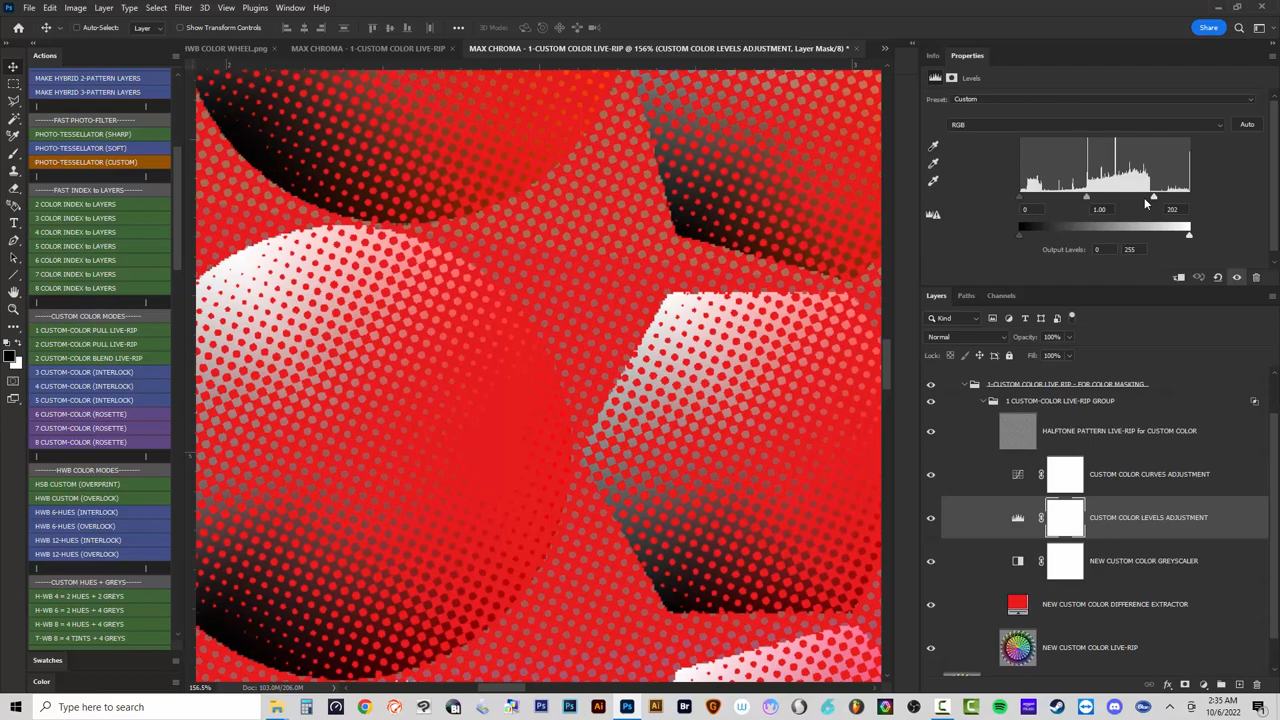 File Edit Image Layer Type Select Filter 3D View Plugins Window Help
Auto-Select: Layer Show Transform Controls 3D Mode: Share
HWB COLOR WHEEL.png MAX CHROMA - 1-CUSTOM COLOR LIVE-RIP MAX CHROMA - 1-CUSTOM COLOR LIVE-RIP @ 156% (CUSTOM COLOR LEVELS ADJUSTMENT, Layer Mask/8) *
Actions
MAKE HYBRID 2-PATTERN LAYERS
MAKE HYBRID 3-PATTERN LAYERS
-------FAST PHOTO-FILTER-------
PHOTO-TESSELLATOR (SHARP)
PHOTO-TESSELLATOR (SOFT)
PHOTO-TESSELLATOR (CUSTOM)
-------FAST INDEX to LAYERS-------
2 COLOR INDEX to LAYERS
3 COLOR INDEX to LAYERS
4 COLOR INDEX to LAYERS
5 COLOR INDEX to LAYERS
6 COLOR INDEX to LAYERS
7 COLOR INDEX to LAYERS
8 COLOR INDEX to LAYERS
CUSTOM COLOR MODES
1 CUSTOM-COLOR PULL LIVE-RIP
2 CUSTOM-COLOR PULL LIVE-RIP
2 CUSTOM-COLOR BLEND LIVE-RIP
3 CUSTOM-COLOR (INTERLOCK)
4 CUSTOM-COLOR (INTERLOCK)
5 CUSTOM-COLOR (INTERLOCK)
6 CUSTOM-COLOR (ROSETTE)
7 CUSTOM-COLOR (ROSETTE)
8 CUSTOM-COLOR (ROSETTE)
HWB COLOR MODES
HSB COLOR (OVERPRINT)
HWB COLOR (OVERLOCK)
HWB 6-HUES (INTERLOCK)
HWB 6-HUES (OVERLOCK)
HWB 12-HUES (INTERLOCK)
HWB 12-HUES (OVERLOCK)
------CUSTOM HUES + GREYS------
H-WB 4 = 2 HUES + 2 GREYS
H-WB 6 = 4 HUES + 2 GREYS
H-WB 8 = 4 HUES + 4 GREYS
T-WB 8 = 4 TINTS + 4 GREYS
Swatches
Color
2 3
5
156.5% Doc: 103.0M/206.0M
Info Properties
Levels
Preset: Custom
RGB Auto
0 1.00 202
Output Levels: 0 255
Layers Paths Channels
Kind
Normal Opacity: 100%
Lock: Fill: 100%
1-CUSTOM COLOR LIVE-RIP - FOR COLOR MASKING...
1 CUSTOM-COLOR LIVE-RIP GROUP
HALFTONE PATTERN LIVE-RIP for CUSTOM COLOR
CUSTOM COLOR CURVES ADJUSTMENT
CUSTOM COLOR LEVELS ADJUSTMENT
NEW CUSTOM COLOR GREYSCALER
NEW CUSTOM COLOR DIFFERENCE EXTRACTOR
NEW CUSTOM COLOR LIVE-RIP
Type here to search
2:35 AM
10/6/2022